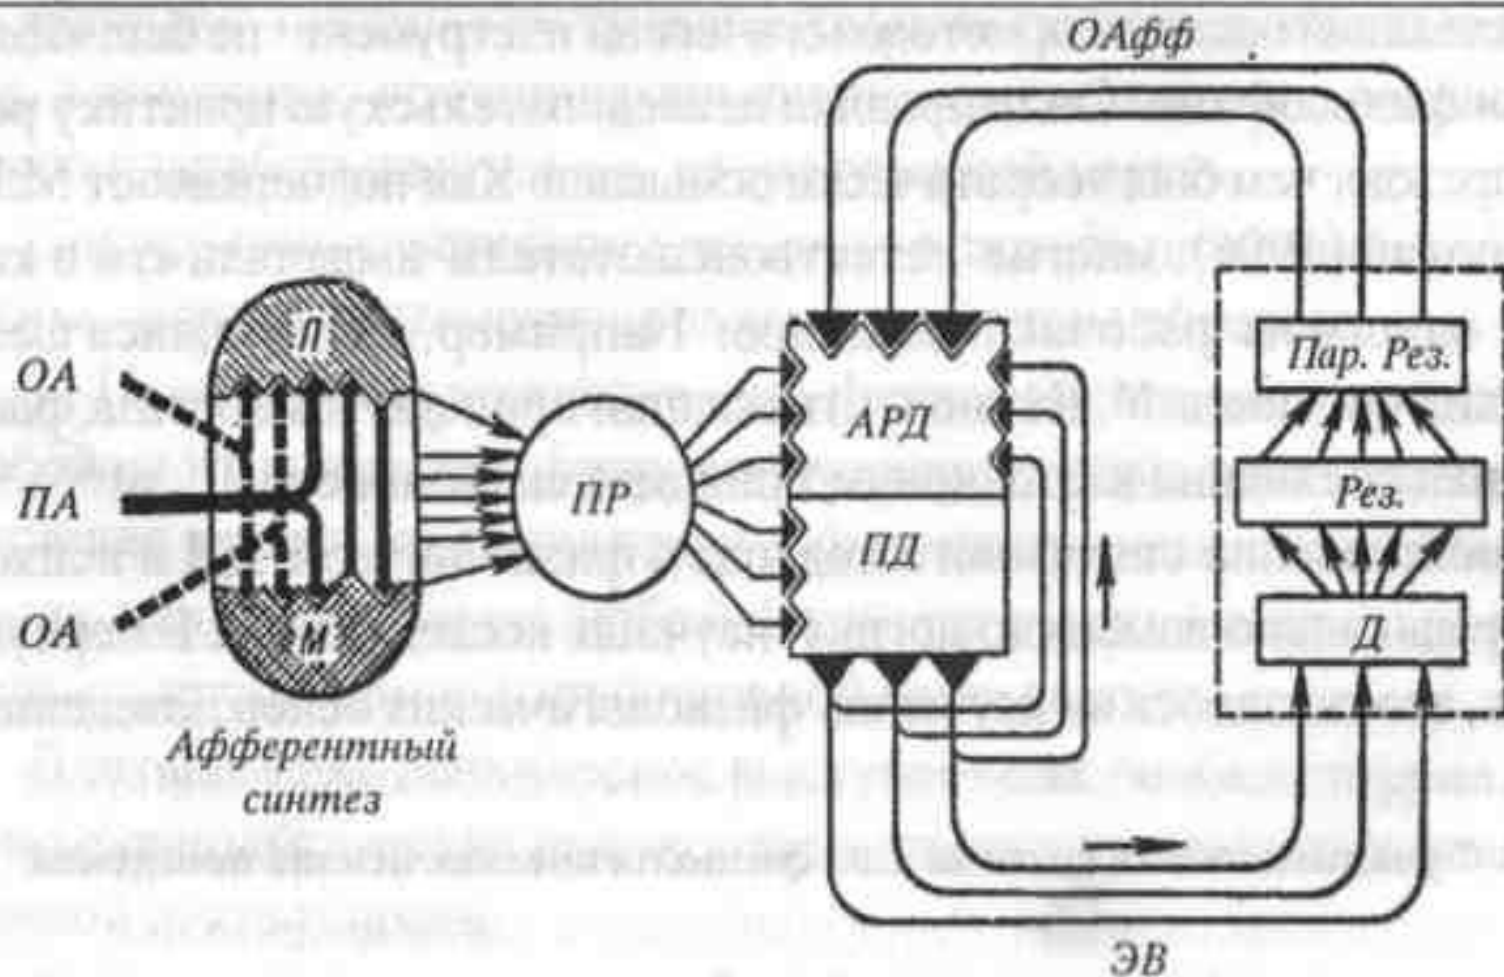 ОАфф
П
ОА
ПА
ОА
М
Афферентный
синтез
ПР
АРД
ПД
Пар. Рез.
Рез.
Д
ЭВ